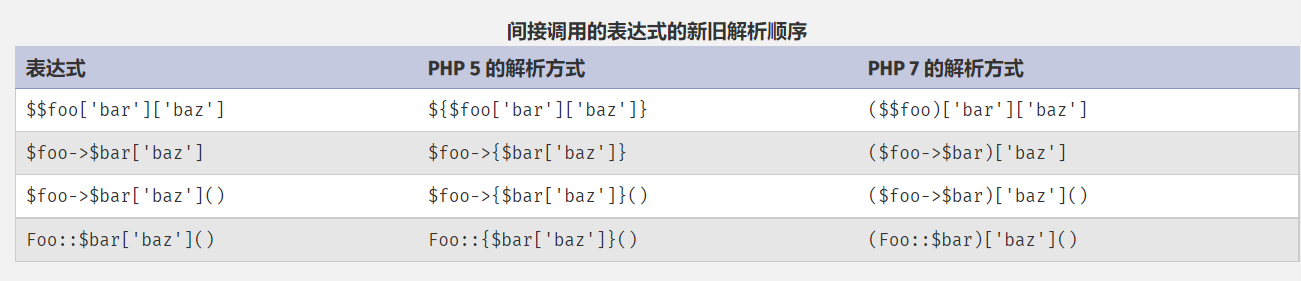 间接调用的表达式的新旧解析顺序
表达式 PHP 5 的解析方式 PHP 7 的解析方式
$$foo['bar']['baz'] ${$foo['bar']['baz']} ($$foo)['bar']['baz']
$foo->$bar['baz'] $foo->{$bar['baz']} ($foo->$bar)['baz']
$foo->$bar['baz']() $foo->{$bar['baz']}() ($foo->$bar)['baz']()
Foo::$bar['baz']() Foo::{$bar['baz']}() (Foo::$bar)['baz']()